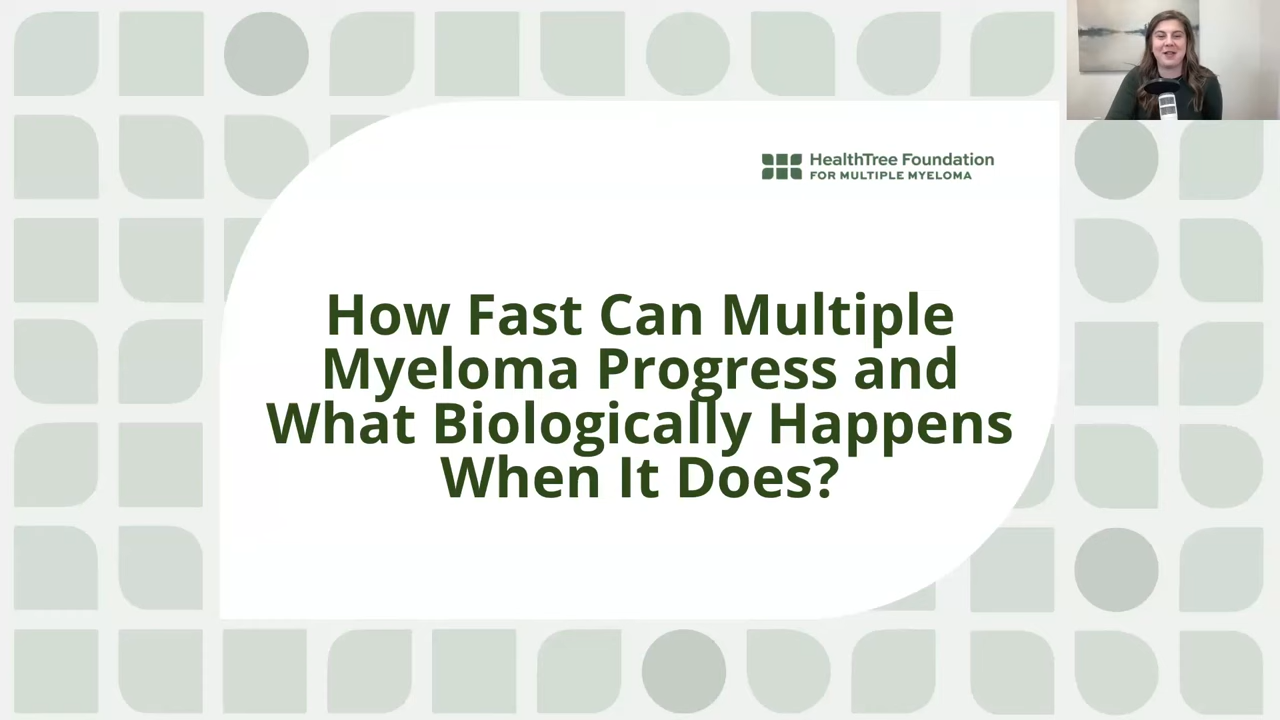 HealthTree Foundation
FOR MULTIPLE MYELOMA
How Fast Can Multiple
Myeloma Progress and
What Biologically Happens
When It Does?